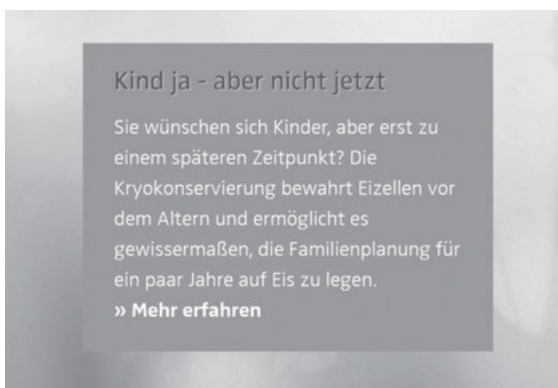 Kind ja - aber nicht jetzt
Sie wünschen sich Kinder, aber erst zu
einem späteren Zeitpunkt? Die
Kryokonservierung bewahrt Eizellen vor
dem Altern und ermöglicht es
gewissermaßen, die Familienplanung für
ein paar Jahre auf Eis zu legen.
» Mehr erfahren